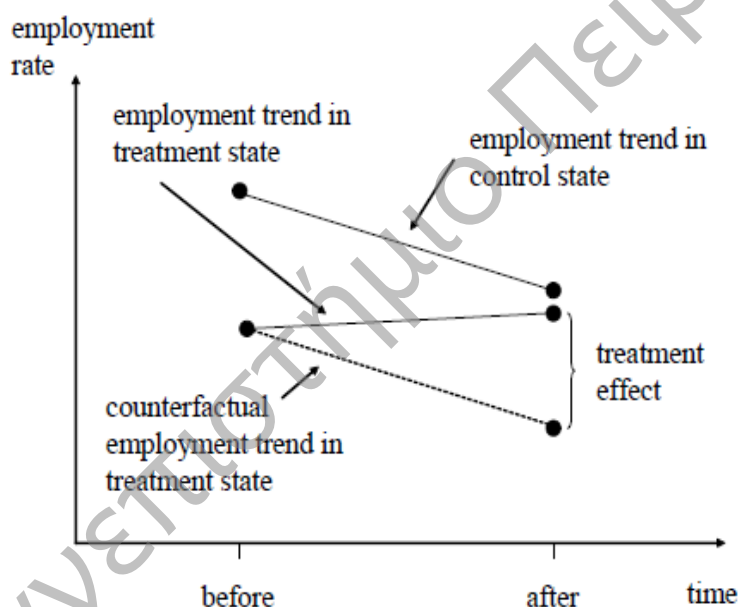 employment
rate
employment trend in
treatment state
employment trend in
control state
treatment
effect
counterfactual
employment trend in
treatment state
before
after
time